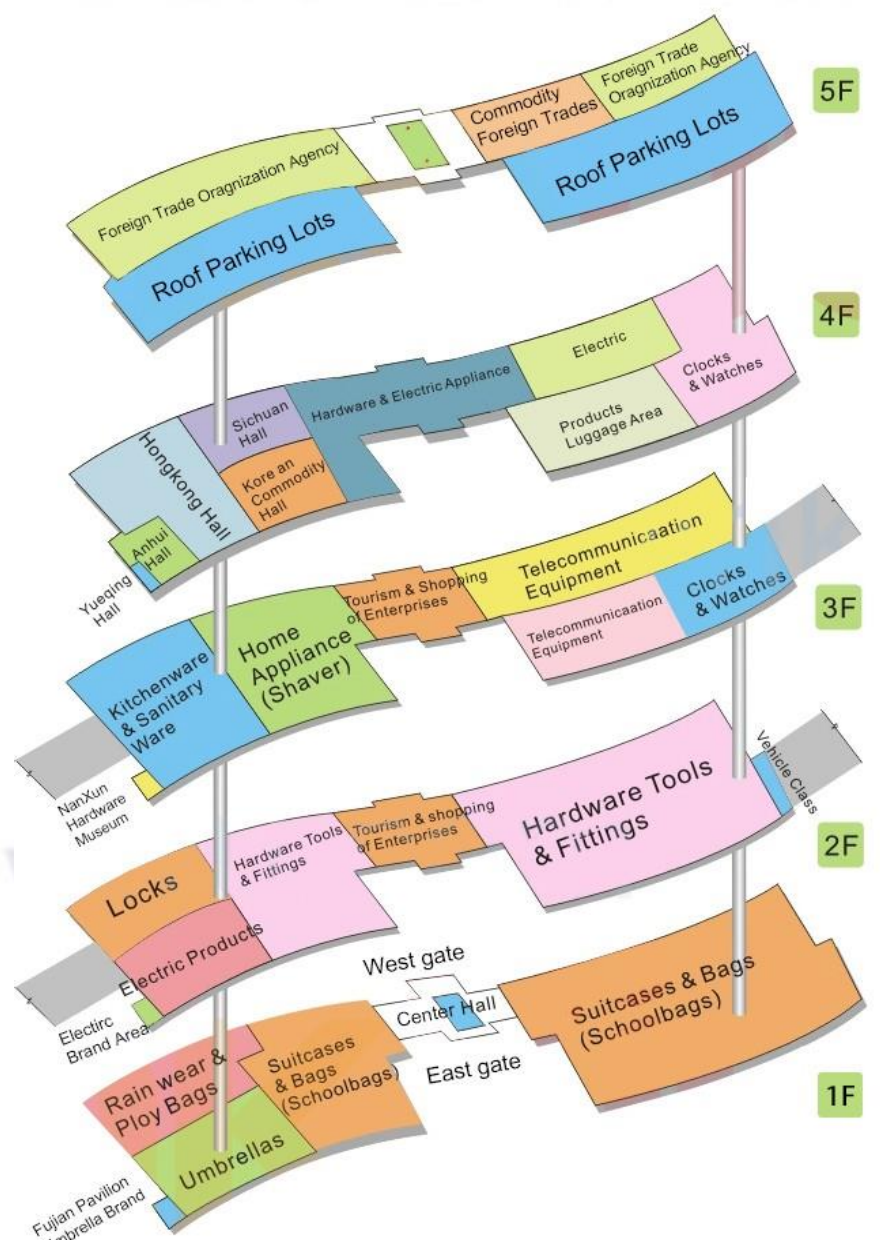 5F
Foreign Trade
Oragnization Agency
Commodity
Foreign Trades
Foreign Trade Oragnization Agency
Roof Parking Lots
Roof Parking Lots
4F
Electric
Clocks
& Watches
Hardware & Electric Appliance
Products
Luggage Area
Sichuan
Hall
Hongkong Hall
Kore an
Commodity
Hall
Anhui
Hall
Yueqing
Hall
3F
Telecommunicaation
Equipment
Clocks
& Watches
Tourism & Shopping
of Enterprises
Telecommunicaation
Equipment
Home
Appliance
(Shaver)
Kitchenware
& Sanitary
Ware
NanXun
Hardware
Museum
2F
Vehicle Class
Hardware Tools
& Fittings
Tourism & shopping
of Enterprises
Hardware Tools
& Fittings
Locks
Electric Products
Electirc
Brand Area
1F
West gate
Center Hall
East gate
Suitcases & Bags
(Schoolbags)
Suitcases
& Bags
(Schoolbags)
Rain wear &
Ploy Bags
Umbrellas
Fujian Pavilion
Brand